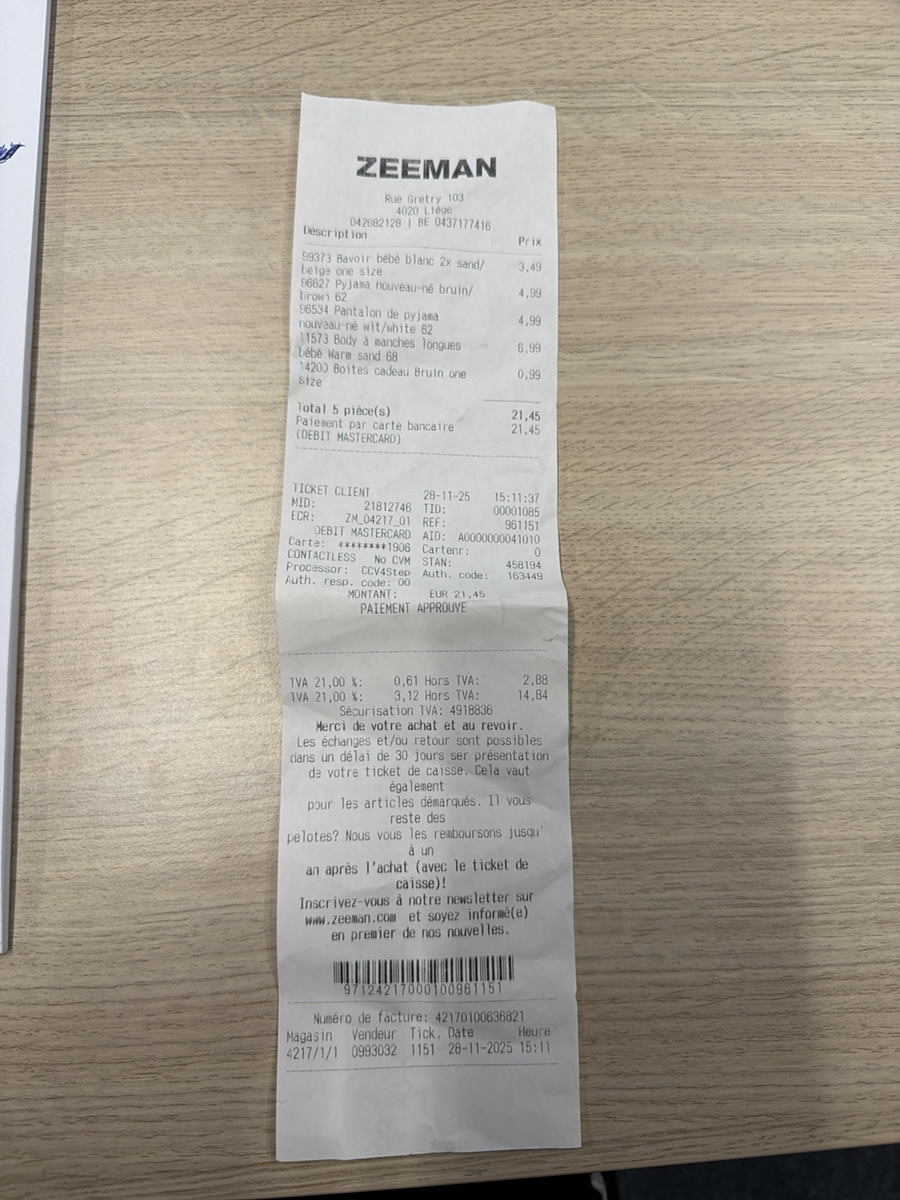 ZEEMAN
Rue Gretry 103
4020 Liège
042682128 | BE 0437177416
Description Prix
99373 Bavoir bébé blanc 2x sand/ 3,49
beige one size
96627 Pyjama nouveau-né bruin/ 4,99
brown 62
96534 Pantalon de pyjama 4,99
nouveau-né wit/white 62
11573 Body à manches longues 6,99
bébé Warm sand 68
14200 Boites cadeau Bruin one 0,99
size
Total 5 pièce(s) 21,45
Paiement par carte bancaire 21,45
(DEBIT MASTERCARD)
TICKET CLIENT 28-11-25 15:11:37
MID: 21812746 TID: 00001085
ECR: ZM_04217_01 REF: 961151
DEBIT MASTERCARD AID: A0000000041010
Carte: ********1906 Cartenr: 0
CONTACTLESS No CVM STAN: 458194
Processor: CCV4Step Auth. code: 163449
Auth. resp. code: 00
MONTANT: EUR 21,45
PAIEMENT APPROUVE
TVA 21,00 %: 0,61 Hors TVA: 2,88
TVA 21,00 %: 3,12 Hors TVA: 14,84
Sécurisation TVA: 4918836
Merci de votre achat et au revoir.
Les échanges et/ou retour sont possibles
dans un délai de 30 jours ser présentation
de votre ticket de caisse. Cela vaut
également
pour les articles démarqués. Il vous
reste des
pelotes? Nous vous les remboursons jusqu'
à un
an après l'achat (avec le ticket de
caisse)!
Inscrivez-vous à notre newsletter sur
www.zeeman.com et soyez informé(e)
en premier de nos nouvelles.
97124217000100961151
Numéro de facture: 42170100636821
Magasin Vendeur Tick. Date Heure
4217/1/1 0993032 1151 28-11-2025 15:11